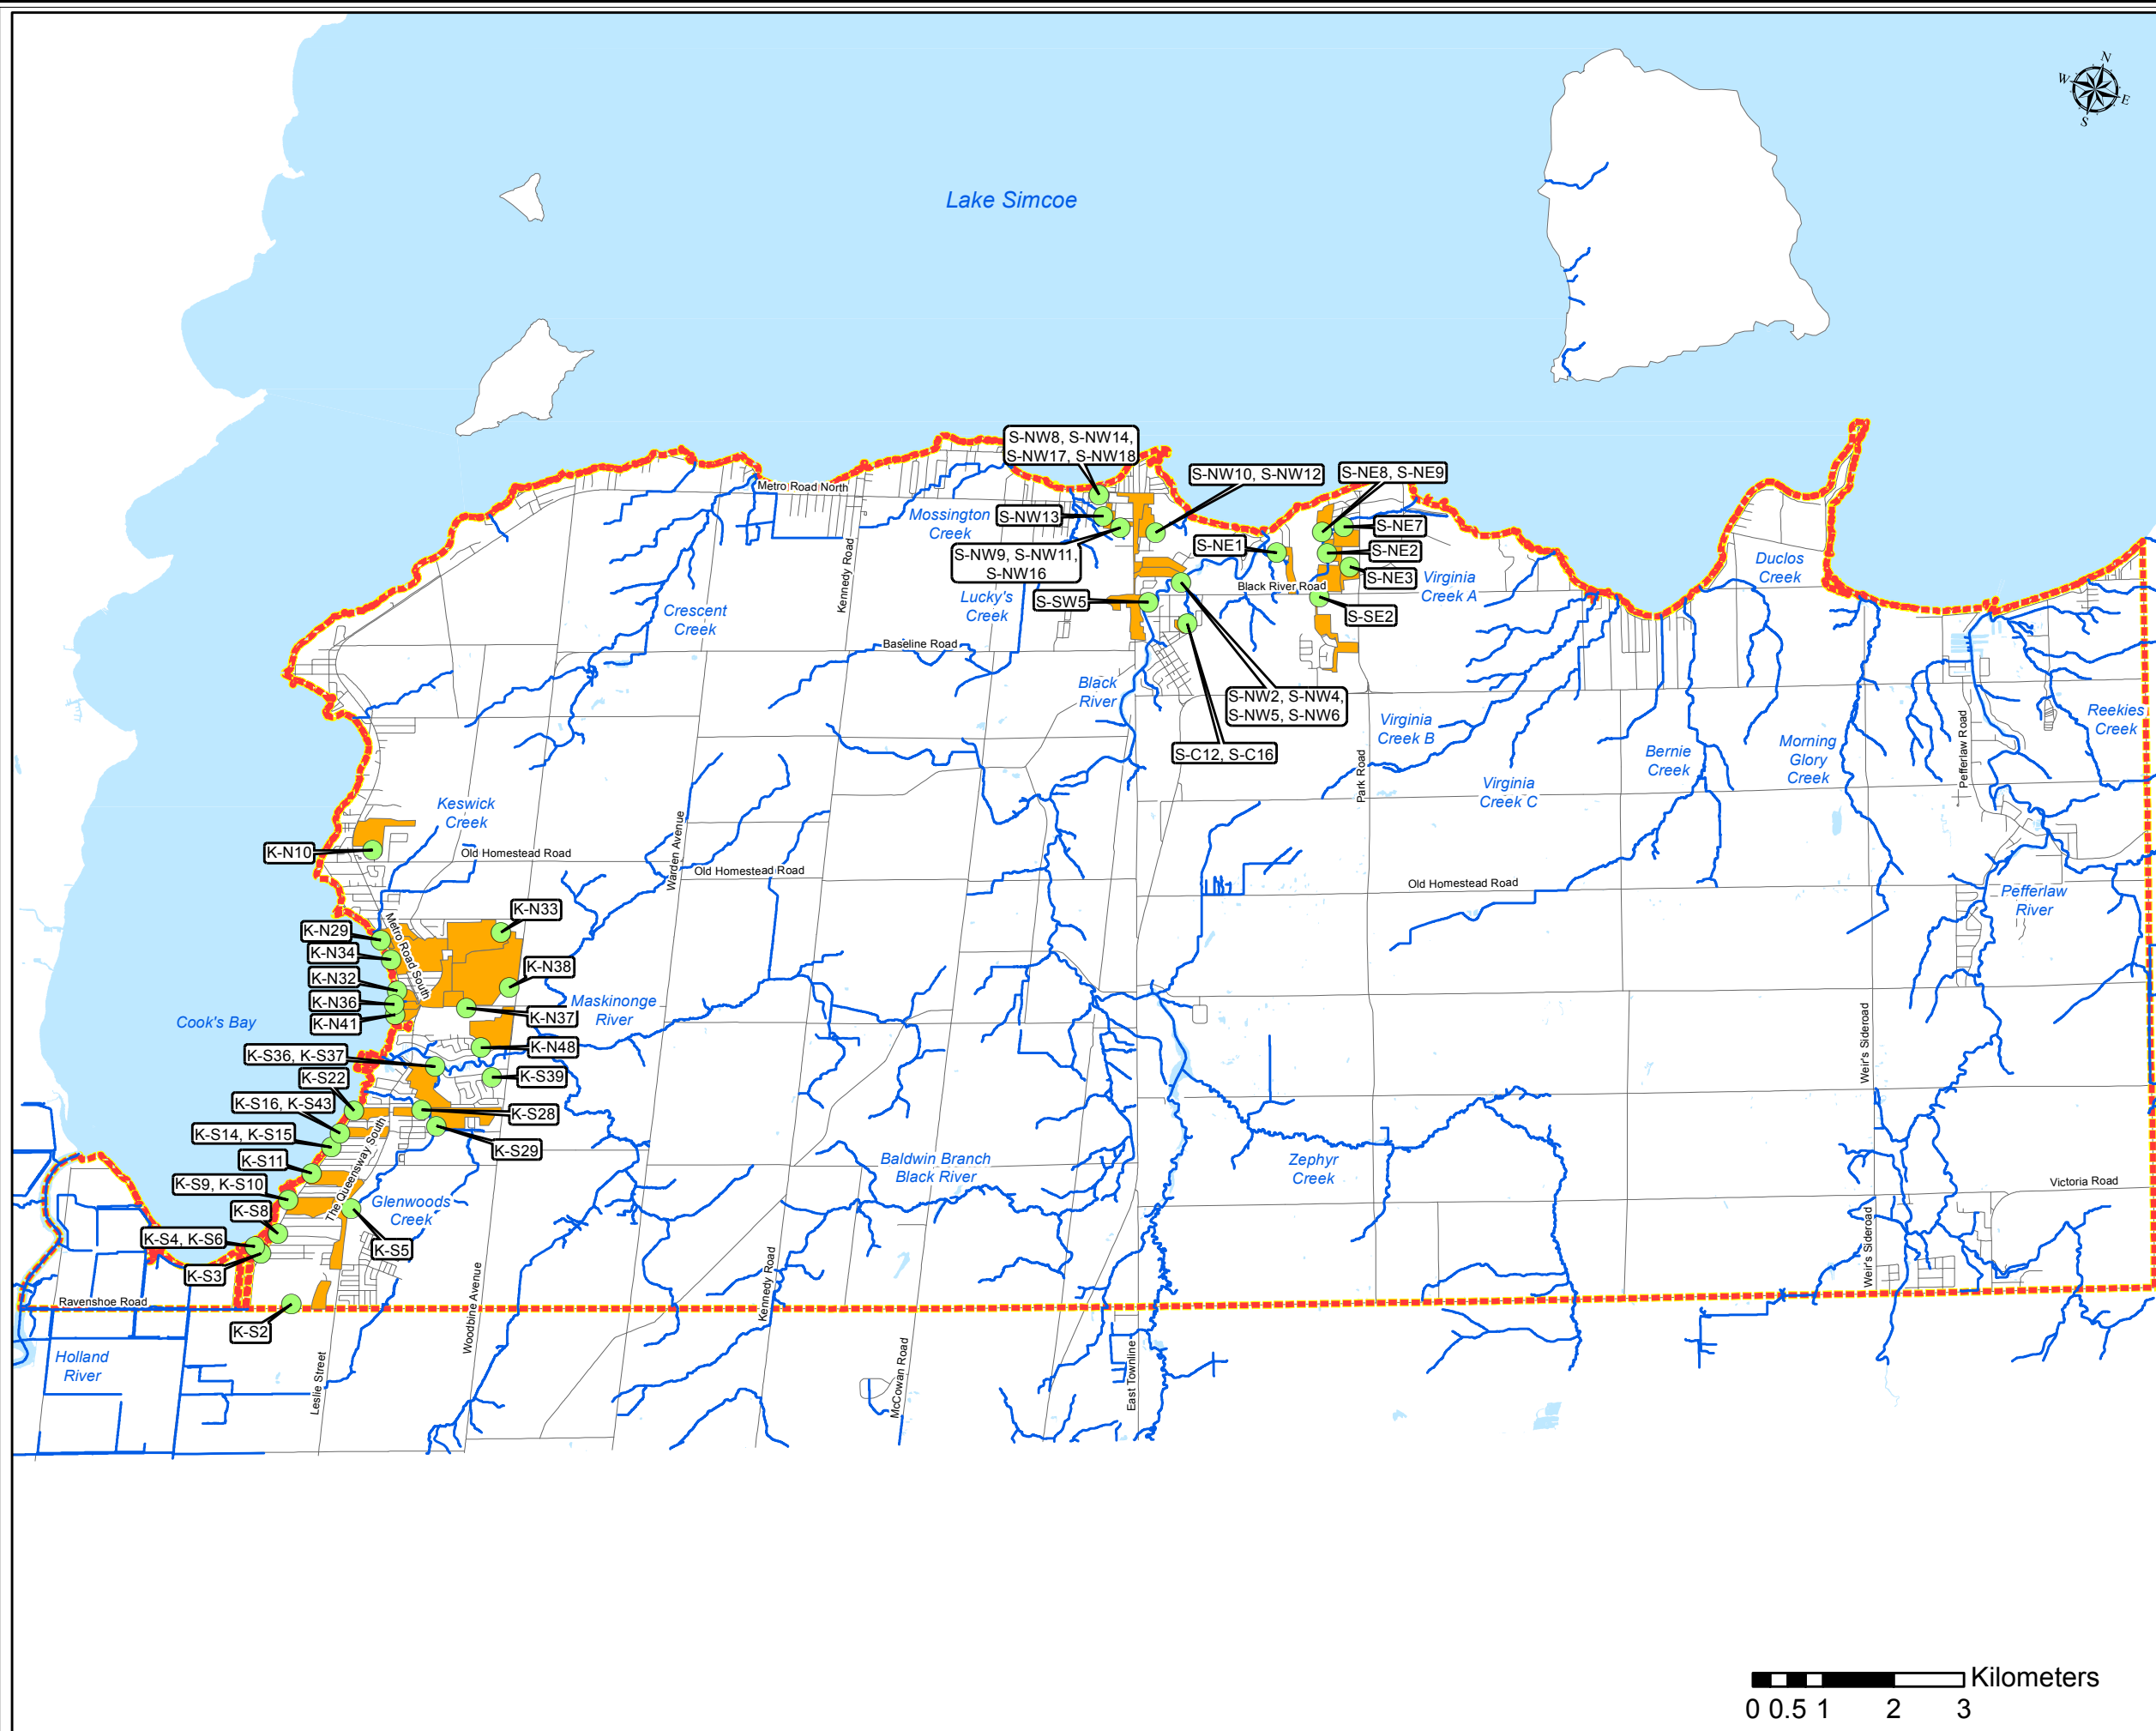 N
W
E
S
Lake Simcoe
S-NW8, S-NW14,
S-NW17, S-NW18
S-NW10, S-NW12
S-NE8, S-NE9
Metro Road North
Mossington
Creek
S-NW13
S-NE7
S-NE1
S-NE2
S-NW9, S-NW11,
S-NW16
S-NE3
Kennedy Road
Black River Road
Virginia
Creek A
Duclos
Creek
Lucky's
Creek
S-SW5
Crescent
Creek
S-SE2
Baseline Road
Black
River
S-NW2, S-NW4,
S-NW5, S-NW6
Virginia
Creek B
Reekies
Creek
S-C12, S-C16
Bernie
Creek
Morning
Glory
Creek
Pefferlaw Road
Park Road
Virginia
Creek C
Keswick
Creek
K-N10
Old Homestead Road
Warden Avenue
Old Homestead Road
Old Homestead Road
Pefferlaw
River
K-N33
K-N29
Metro Road South
K-N34
K-N38
K-N32
K-N36
Maskinonge
River
K-N37
Cook's Bay
K-N41
K-N48
Weir's Sideroad
K-S36, K-S37
K-S22
K-S39
K-S16, K-S43
K-S28
K-S14, K-S15
K-S29
K-S11
The Queensway South
Baldwin Branch
Black River
Zephyr
Creek
K-S9, K-S10
Victoria Road
Glenwoods
Creek
K-S8
K-S4, K-S6
K-S5
Weir's Sideroad
K-S3
Ravenshoe Road
Woodbine Avenue
Kennedy Road
K-S2
Holland
River
Leslie Street
McCowan Road
East Townline
Kilometers
0 0.5 1 2 3